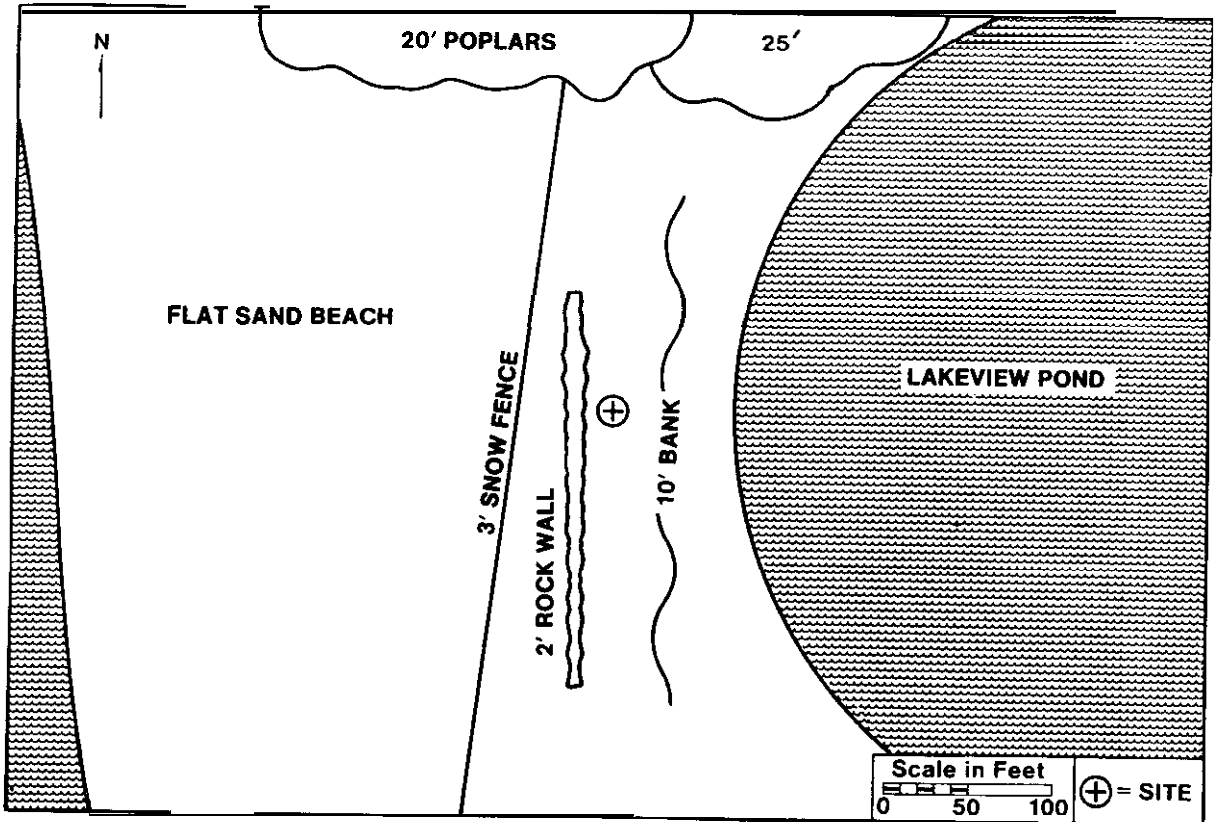 N
20' POPLARS
25'
FLAT SAND BEACH
3' SNOW FENCE
2' ROCK WALL
10' BANK
LAKEVIEW POND
Scale in Feet
0 50 100
= SITE